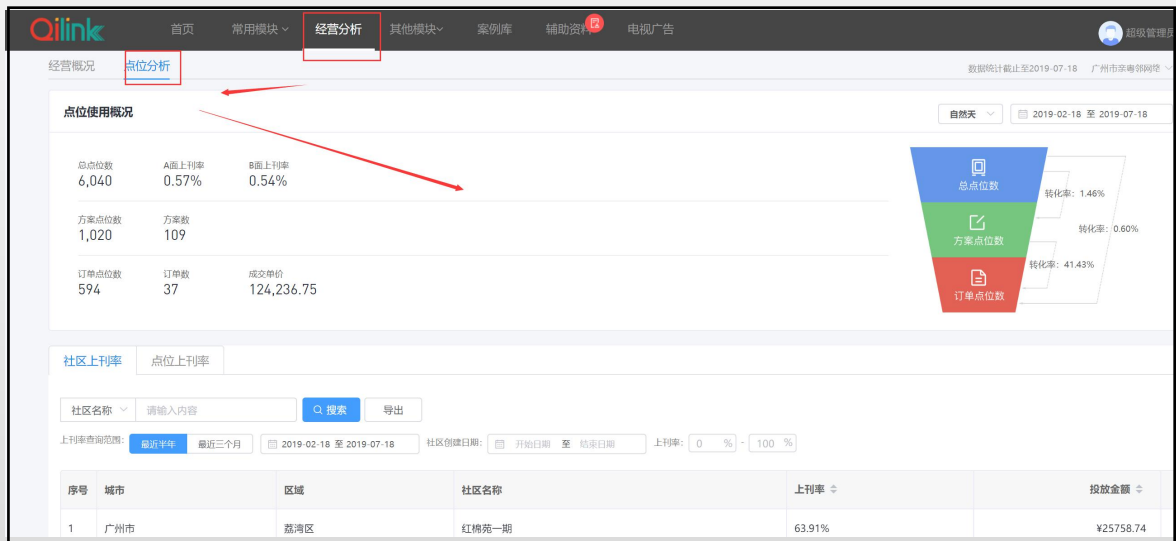 Qilink 首页 常用模块 经营分析 其他模块 案例库 辅助资料 电视广告 超级管理员
经营概况 点位分析 数据统计截止至2019-07-18 广州市亲粤邻网络
点位使用概况 自然天 2019-02-18 至 2019-07-18
总点位数 A面上刊率 B面上刊率
6,040 0.57% 0.54%
总点位数
转化率: 1.46%
方案点位数 方案数
1,020 109
方案点位数
转化率: 0.60%
订单点位数 订单数 成交单价
594 37 124,236.75
转化率: 41.43%
订单点位数
社区上刊率 点位上刊率
社区名称 请输入内容 搜索 导出
上刊率查询范围: 最近半年 最近三个月 2019-02-18 至 2019-07-18 社区创建日期: 开始日期 至 结束日期 上刊率: 0 % - 100 %
序号 城市 区域 社区名称 上刊率 投放金额
1 广州市 荔湾区 红棉苑一期 63.91% ¥25758.74